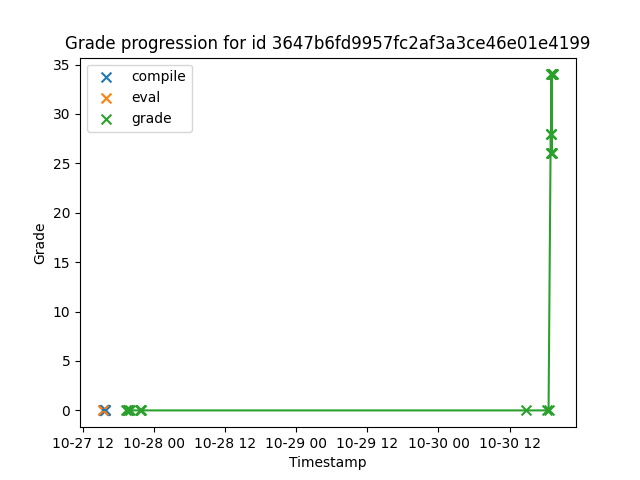 Grade progression for id 3647b6fd9957fc2af3a3ce46e01e4199
compile
eval
grade
Grade
35
30
25
20
15
10
5
0
10-27 12 10-28 00 10-28 12 10-29 00 10-29 12 10-30 00 10-30 12
Timestamp